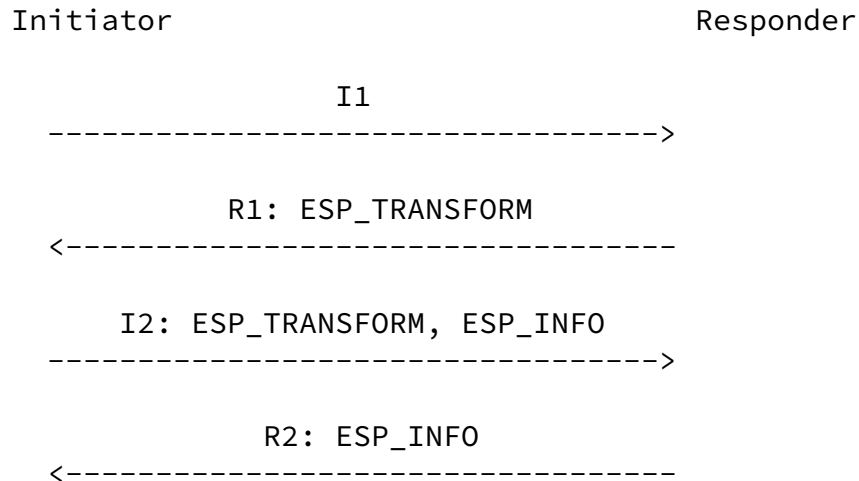 Initiator Responder
I1
---------------------------------->
R1: ESP_TRANSFORM
<----------------------------------
I2: ESP_TRANSFORM, ESP_INFO
---------------------------------->
R2: ESP_INFO
<----------------------------------